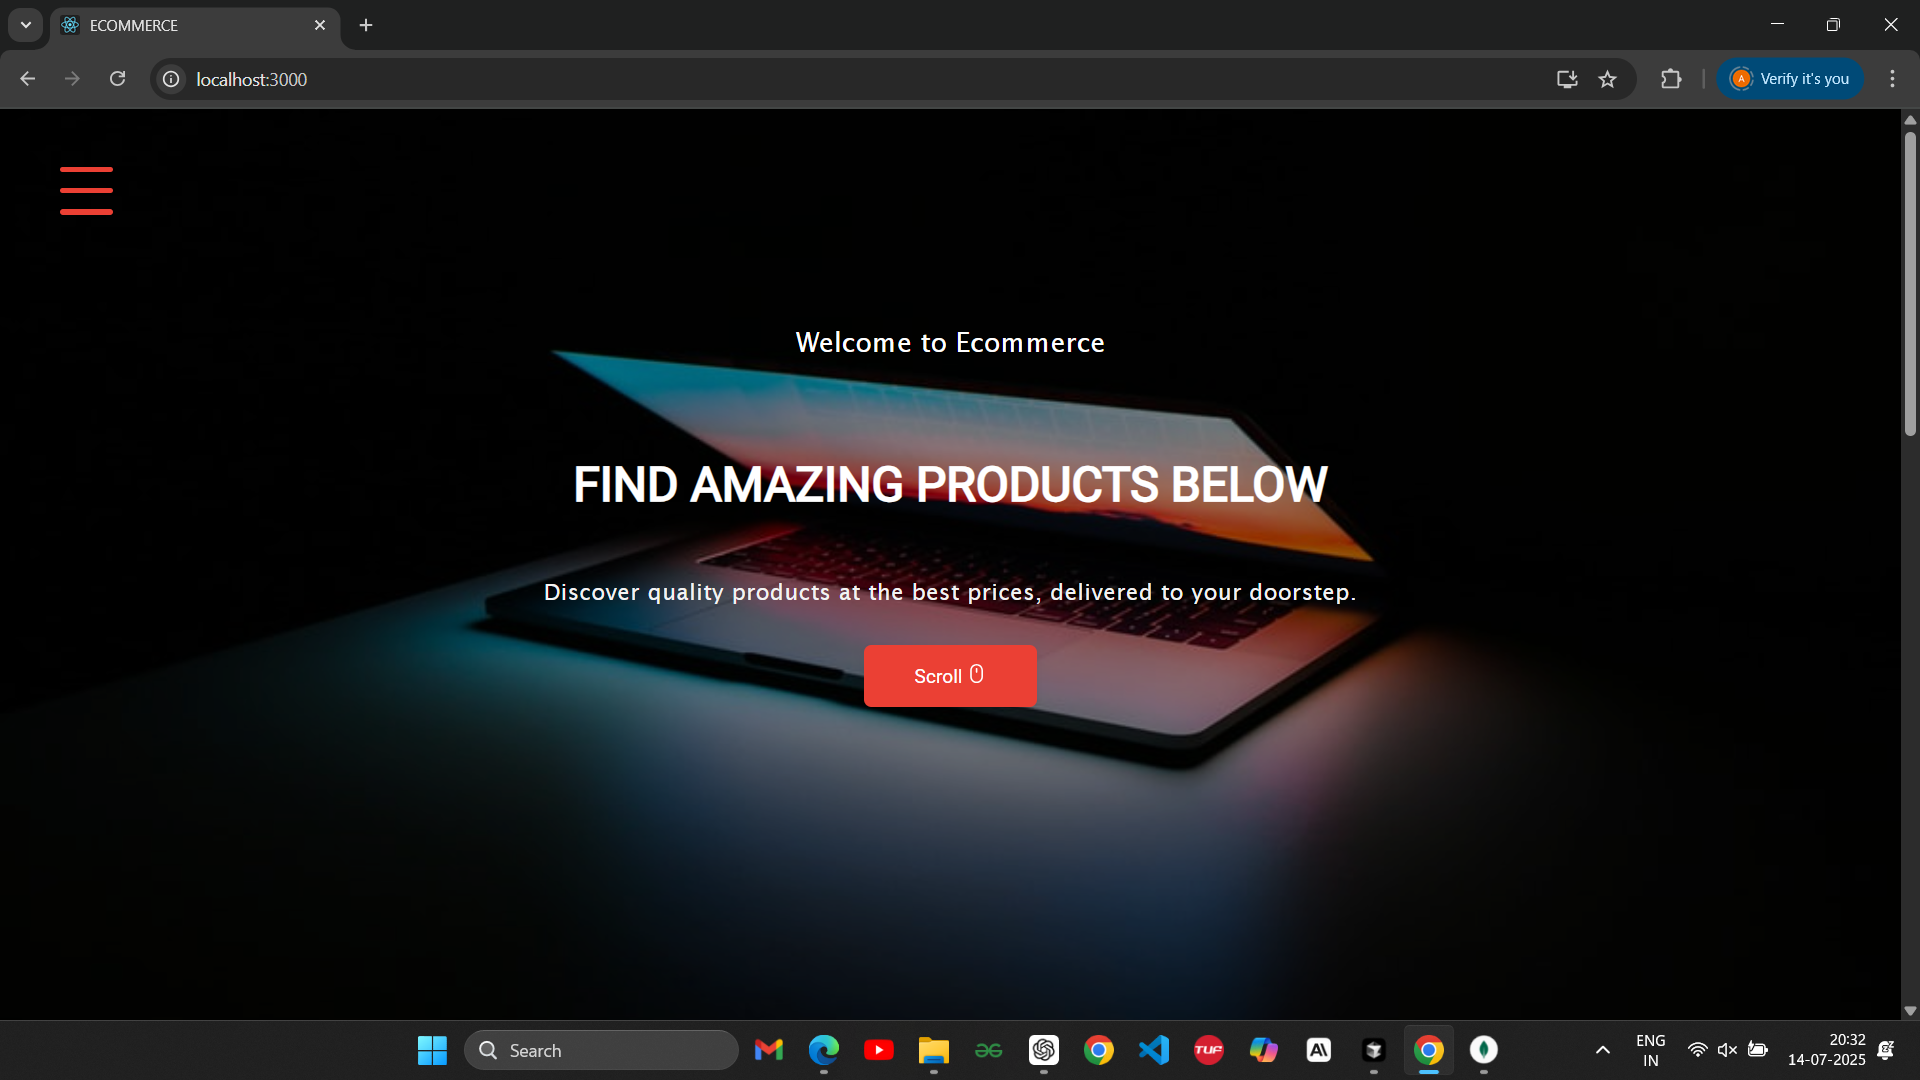 ECOMMERCE
localhost:3000
A
Verify it's you
Welcome to Ecommerce
FIND AMAZING PRODUCTS BELOW
Discover quality products at the best prices, delivered to your doorstep.
Scroll
Search
TUF
ENG
IN
20:32
14-07-2025